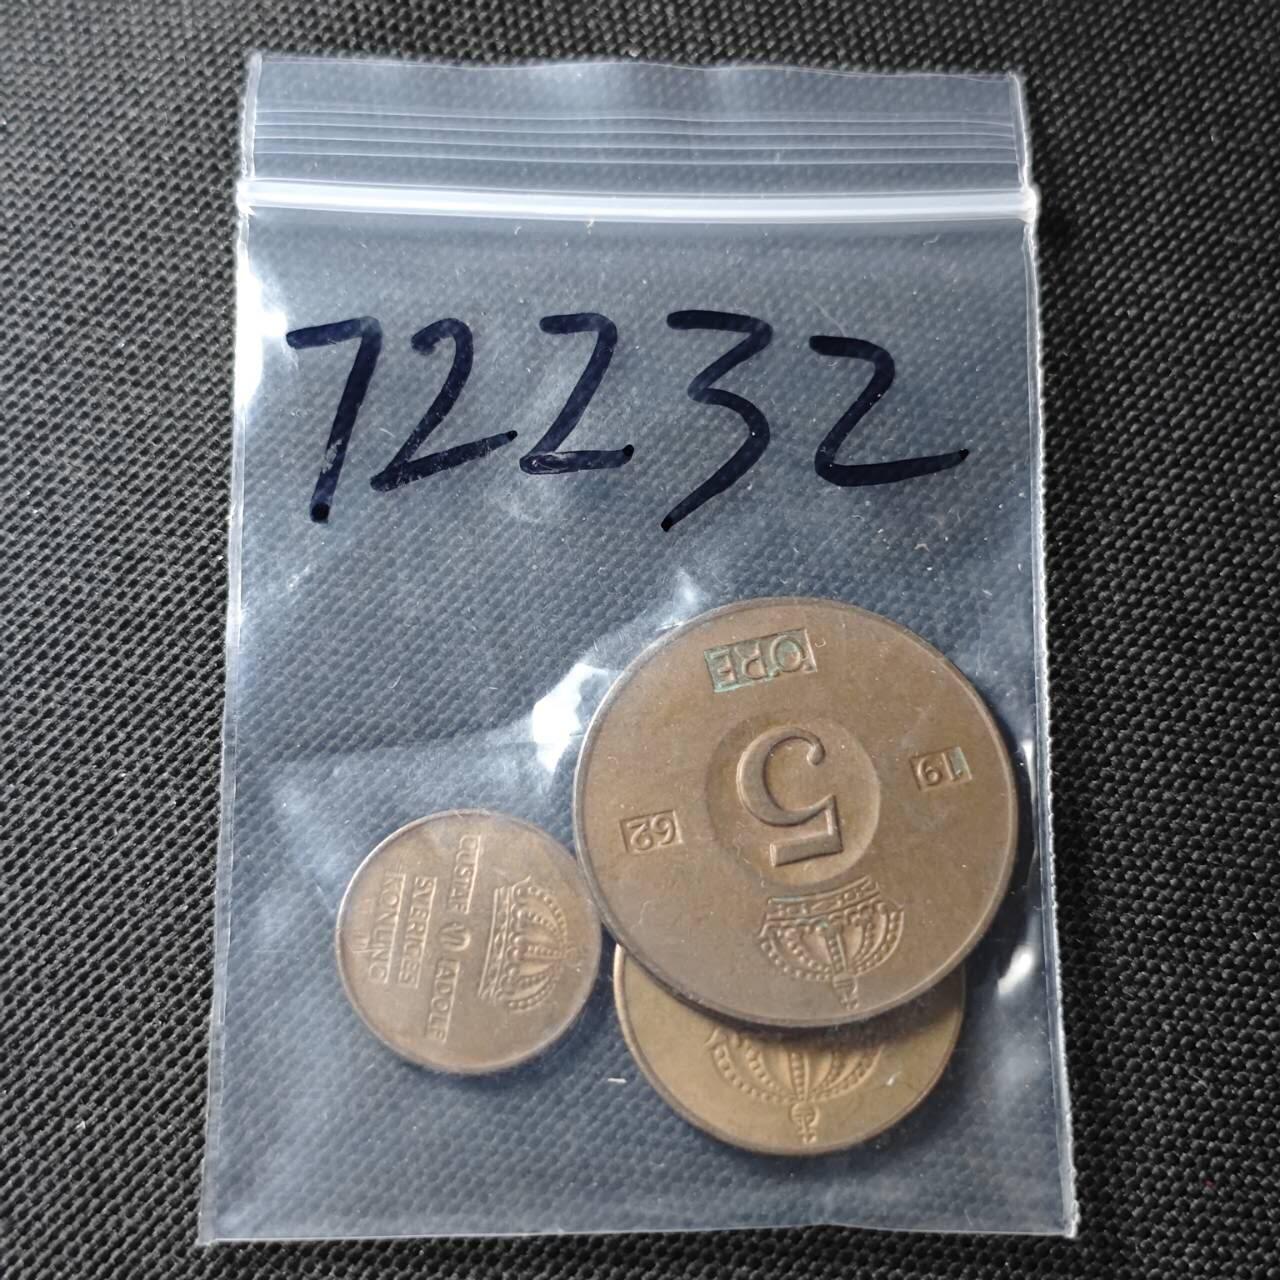 72232
ÖRE
5
19
62
GUSTAF VI ADOLF
SVERIGES
KONUNG